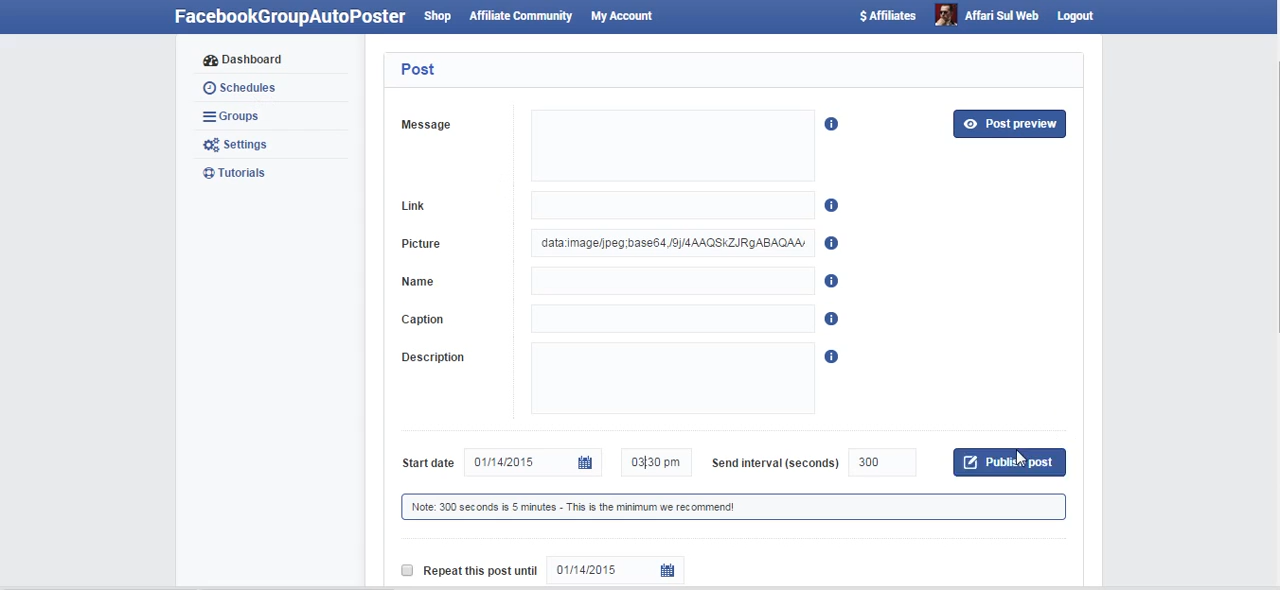 FacebookGroupAutoPoster Shop Affiliate Community My Account $ Affiliates Affari Sul Web Logout
Dashboard
Schedules
Groups
Settings
Tutorials
Post
Message
Post preview
Link
Picture data:image/jpeg;base64,/9j/4AAQSkZJRgABAQAAA
Name
Caption
Description
Start date 01/14/2015 03:30 pm Send interval (seconds) 300 Publish post
Note: 300 seconds is 5 minutes - This is the minimum we recommend!
Repeat this post until 01/14/2015